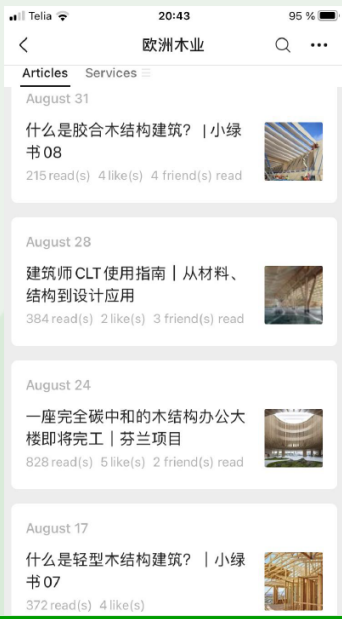 Telia 20:43 95 %
欧洲木业
Articles Services
August 31
什么是胶合木结构建筑？ | 小绿
书 08
215 read(s) 4 like(s) 4 friend(s) read
August 28
建筑师 CLT 使用指南 | 从材料、
结构到设计应用
384 read(s) 2 like(s) 3 friend(s) read
August 24
一座完全碳中和的木结构办公大
楼即将完工 | 芬兰项目
828 read(s) 5 like(s) 2 friend(s) read
August 17
什么是轻型木结构建筑？ | 小绿
书 07
372 read(s) 4 like(s)